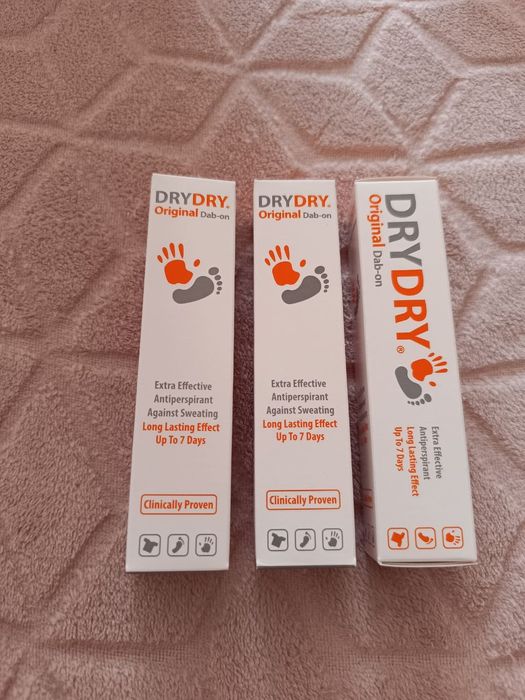 DRYDRY®
Original Dab-on
Extra Effective
Antiperspirant
Against Sweating
Long Lasting Effect
Up To 7 Days
Clinically Proven
DRYDRY®
Original Dab-on
Extra Effective
Antiperspirant
Against Sweating
Long Lasting Effect
Up To 7 Days
Clinically Proven
DRYDRY®
Original Dab-on
Extra Effective
Antiperspirant
Long Lasting Effect
Up To 7 Days